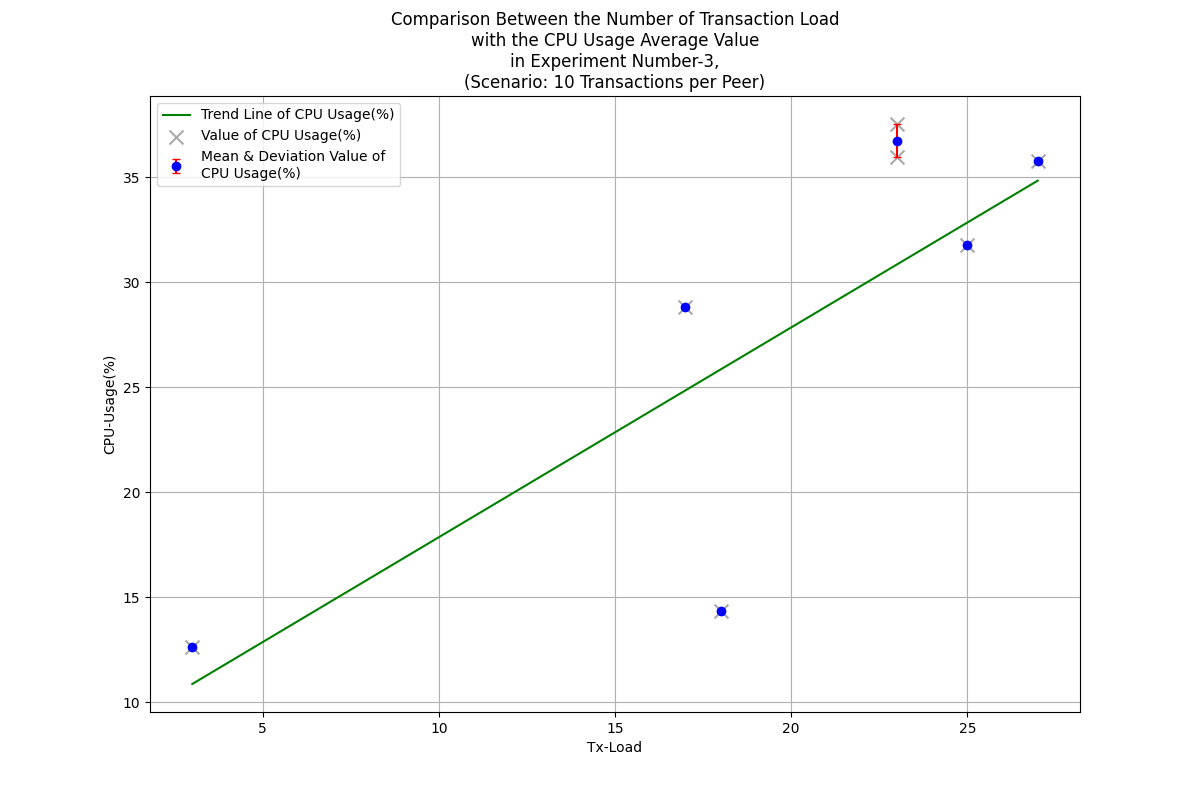 Comparison Between the Number of Transaction Load
with the CPU Usage Average Value
in Experiment Number-3,
(Scenario: 10 Transactions per Peer)
Trend Line of CPU Usage(%)
Value of CPU Usage(%)
Mean & Deviation Value of
CPU Usage(%)
35
30
25
20
15
10
CPU-Usage(%)
5 10 15 20 25
Tx-Load